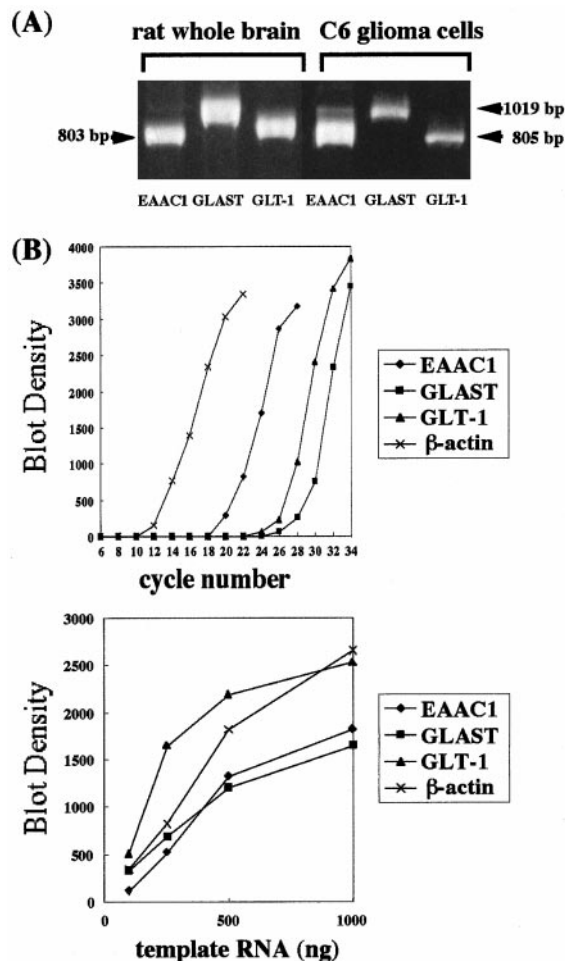 (A)
rat whole brain C6 glioma cells
1019 bp
803 bp 805 bp
EAAC1 GLAST GLT-1 EAAC1 GLAST GLT-1
(B)
4000
3500
3000
2500
2000
1500
1000
500
0
Blot Density
6 8 10 12 14 16 18 20 22 24 26 28 30 32 34
cycle number
EAAC1
GLAST
GLT-1
β-actin
3000
2500
2000
1500
1000
500
0
Blot Density
0 500 1000
template RNA (ng)
EAAC1
GLAST
GLT-1
β-actin